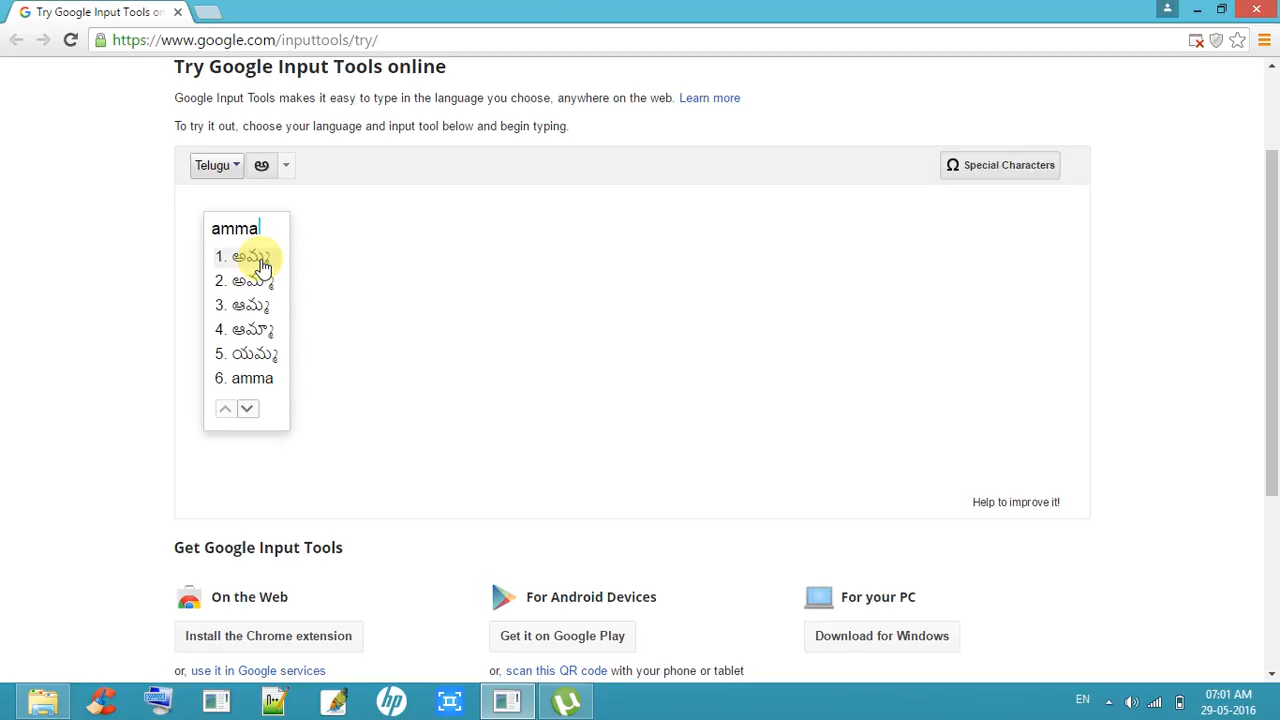 Try Google Input Tools on
https://www.google.com/inputtools/try/
Try Google Input Tools online
Google Input Tools makes it easy to type in the language you choose, anywhere on the web. Learn more
To try it out, choose your language and input tool below and begin typing.
Telugu అ
Ω Special Characters
amma
1. అమ్మ
2. అమ్మా
3. ఆమ్మ
4. ఆమ్మా
5. యమ్మ
6. amma
Help to improve it!
Get Google Input Tools
On the Web
For Android Devices
For your PC
Install the Chrome extension
Get it on Google Play
Download for Windows
or, use it in Google services
or, scan this QR code with your phone or tablet
EN
07:01 AM
29-05-2016